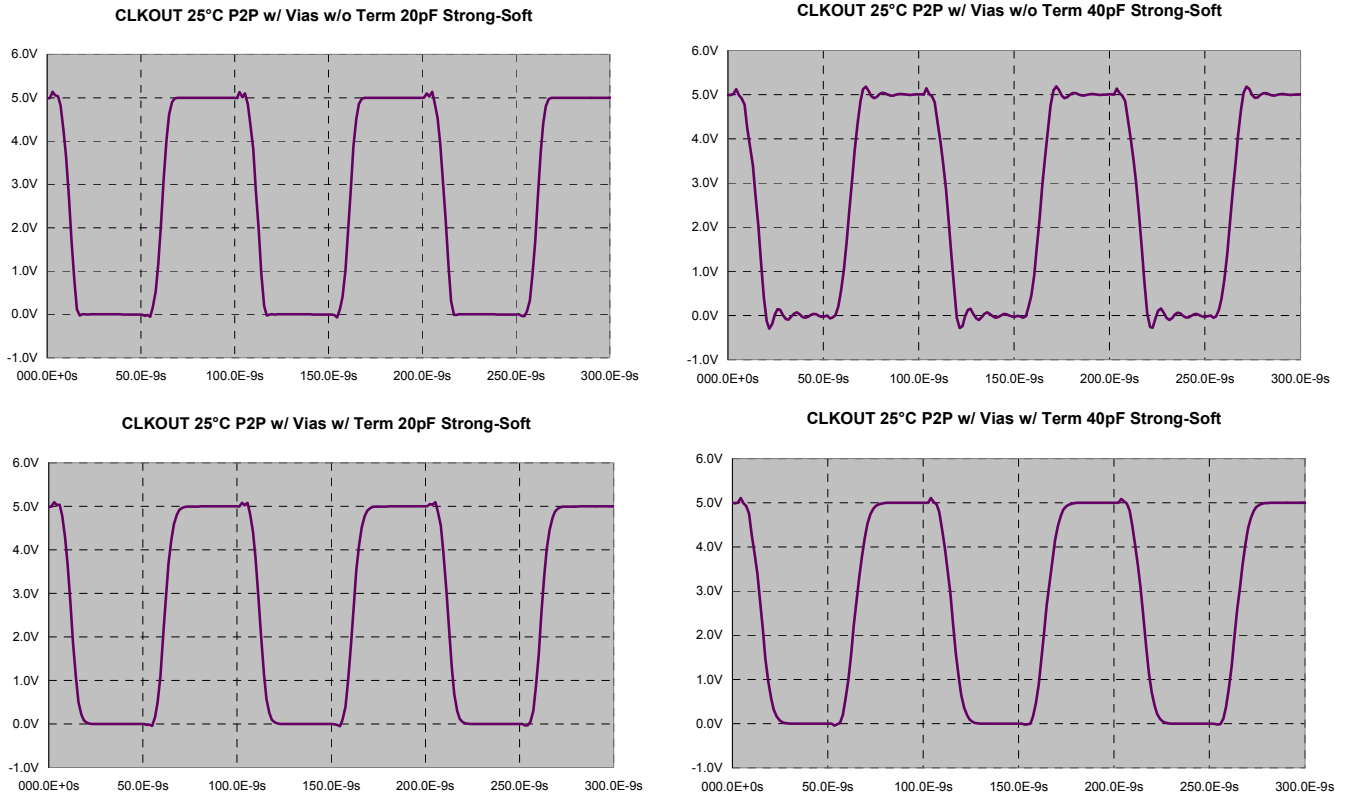 CLKOUT 25°C P2P w/ Vias w/o Term 20pF Strong-Soft
6.0V
5.0V
4.0V
3.0V
2.0V
1.0V
0.0V
-1.0V
000.0E+0s 50.0E-9s 100.0E-9s 150.0E-9s 200.0E-9s 250.0E-9s 300.0E-9s
CLKOUT 25°C P2P w/ Vias w/o Term 40pF Strong-Soft
6.0V
5.0V
4.0V
3.0V
2.0V
1.0V
0.0V
-1.0V
000.0E+0s 50.0E-9s 100.0E-9s 150.0E-9s 200.0E-9s 250.0E-9s 300.0E-9s
CLKOUT 25°C P2P w/ Vias w/ Term 20pF Strong-Soft
6.0V
5.0V
4.0V
3.0V
2.0V
1.0V
0.0V
-1.0V
000.0E+0s 50.0E-9s 100.0E-9s 150.0E-9s 200.0E-9s 250.0E-9s 300.0E-9s
CLKOUT 25°C P2P w/ Vias w/ Term 40pF Strong-Soft
6.0V
5.0V
4.0V
3.0V
2.0V
1.0V
0.0V
-1.0V
000.0E+0s 50.0E-9s 100.0E-9s 150.0E-9s 200.0E-9s 250.0E-9s 300.0E-9s